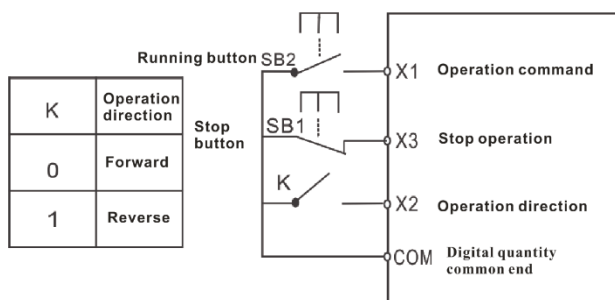 Running button SB2
X1 Operation command
K Operation
direction
Stop
button
SB1
X3 Stop operation
0 Forward
K
X2 Operation direction
1 Reverse
COM Digital quantity
common end